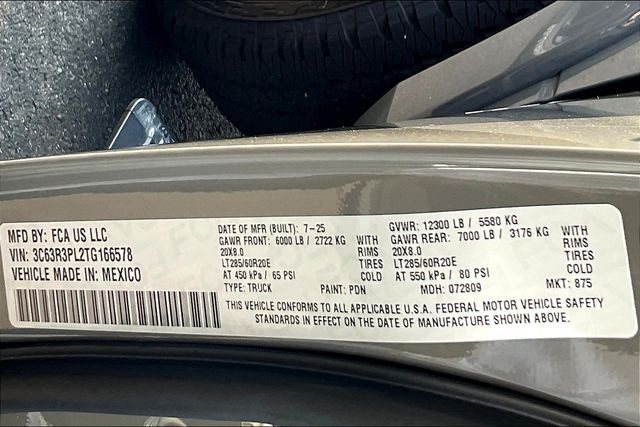 MFD BY: FCA US LLC
VIN: 3C63R3PL2TG166578
VEHICLE MADE IN: MEXICO
DATE OF MFR (BUILT): 7-25
GAWR FRONT: 6000 LB / 2722 KG WITH
20X8.0 RIMS
LT285/60R20E TIRES
AT 450 kPa / 65 PSI COLD
TYPE: TRUCK PAINT: PDN
GVWR: 12300 LB / 5580 KG
GAWR REAR: 7000 LB / 3176 KG WITH
20X8.0 RIMS
LT285/60R20E TIRES
AT 550 kPa / 80 PSI COLD
MDH: 072809 MKT: 875
THIS VEHICLE CONFORMS TO ALL APPLICABLE U.S.A. FEDERAL MOTOR VEHICLE SAFETY
STANDARDS IN EFFECT ON THE DATE OF MANUFACTURE SHOWN ABOVE.